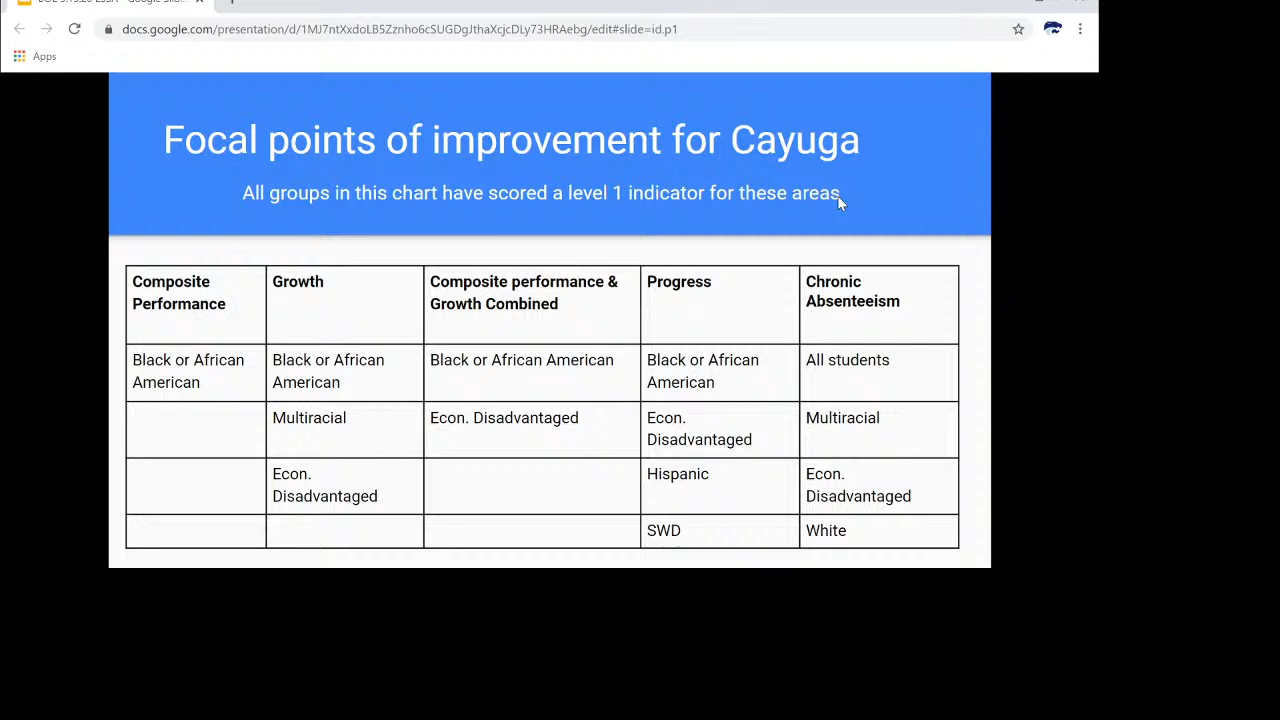 docs.google.com/presentation/d/1MJ7ntXxdoLB5Zznho6cSUGDgJthaXcjcDLy73HRAebg/edit#slide=id.p1
Apps
Focal points of improvement for Cayuga
All groups in this chart have scored a level 1 indicator for these areas
Composite
Performance
Growth
Composite performance &
Growth Combined
Progress
Chronic
Absenteeism
Black or African
American
Black or African
American
Black or African American
Black or African
American
All students
Multiracial
Econ. Disadvantaged
Econ.
Disadvantaged
Multiracial
Econ.
Disadvantaged
Hispanic
Econ.
Disadvantaged
SWD
White